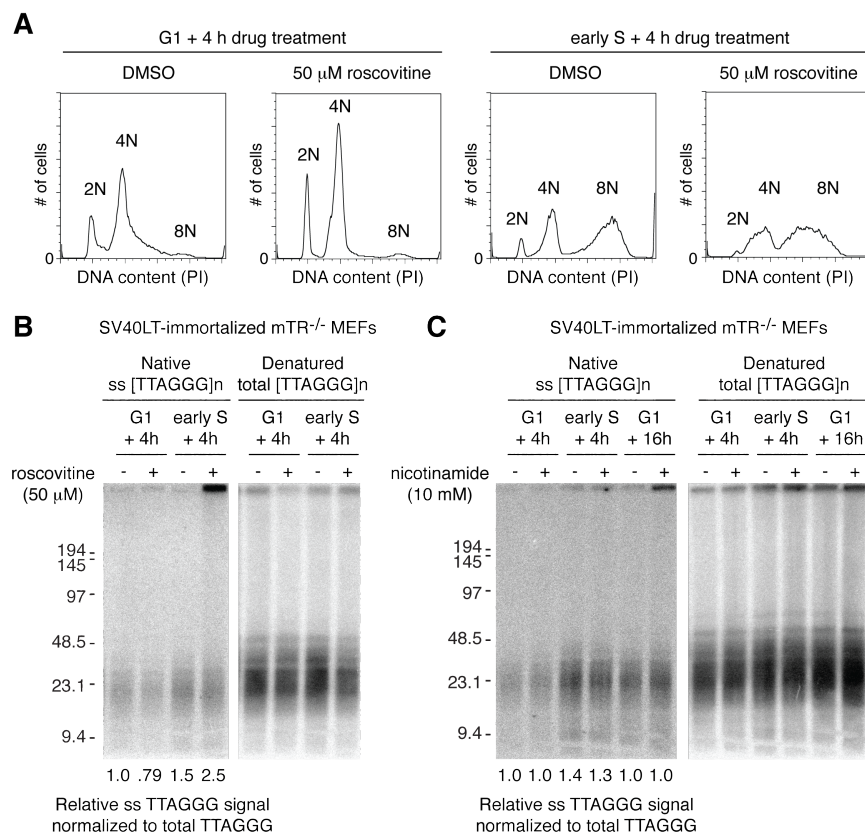 A
G1 + 4 h drug treatment
early S + 4 h drug treatment
DMSO
50 μM roscovitine
DMSO
50 μM roscovitine
# of cells
2N
4N
8N
0
DNA content (PI)
# of cells
2N
4N
8N
0
DNA content (PI)
# of cells
2N
4N
8N
0
DNA content (PI)
# of cells
2N
4N
8N
0
DNA content (PI)
B
SV40LT-immortalized mTR-/- MEFs
Native
ss [TTAGGG]n
Denatured
total [TTAGGG]n
G1 early S G1 early S
+ 4h + 4h + 4h + 4h
roscovitine - + - + - + - +
(50 μM)
194
145
97
48.5
23.1
9.4
1.0 .79 1.5 2.5
Relative ss TTAGGG signal
normalized to total TTAGGG
C
SV40LT-immortalized mTR-/- MEFs
Native
ss [TTAGGG]n
Denatured
total [TTAGGG]n
G1 early S G1 G1 early S G1
+ 4h + 4h + 16h + 4h + 4h + 16h
nicotinamide - + - + - + - + - + - +
(10 mM)
194
145
97
48.5
23.1
9.4
1.0 1.0 1.4 1.3 1.0 1.0
Relative ss TTAGGG signal
normalized to total TTAGGG